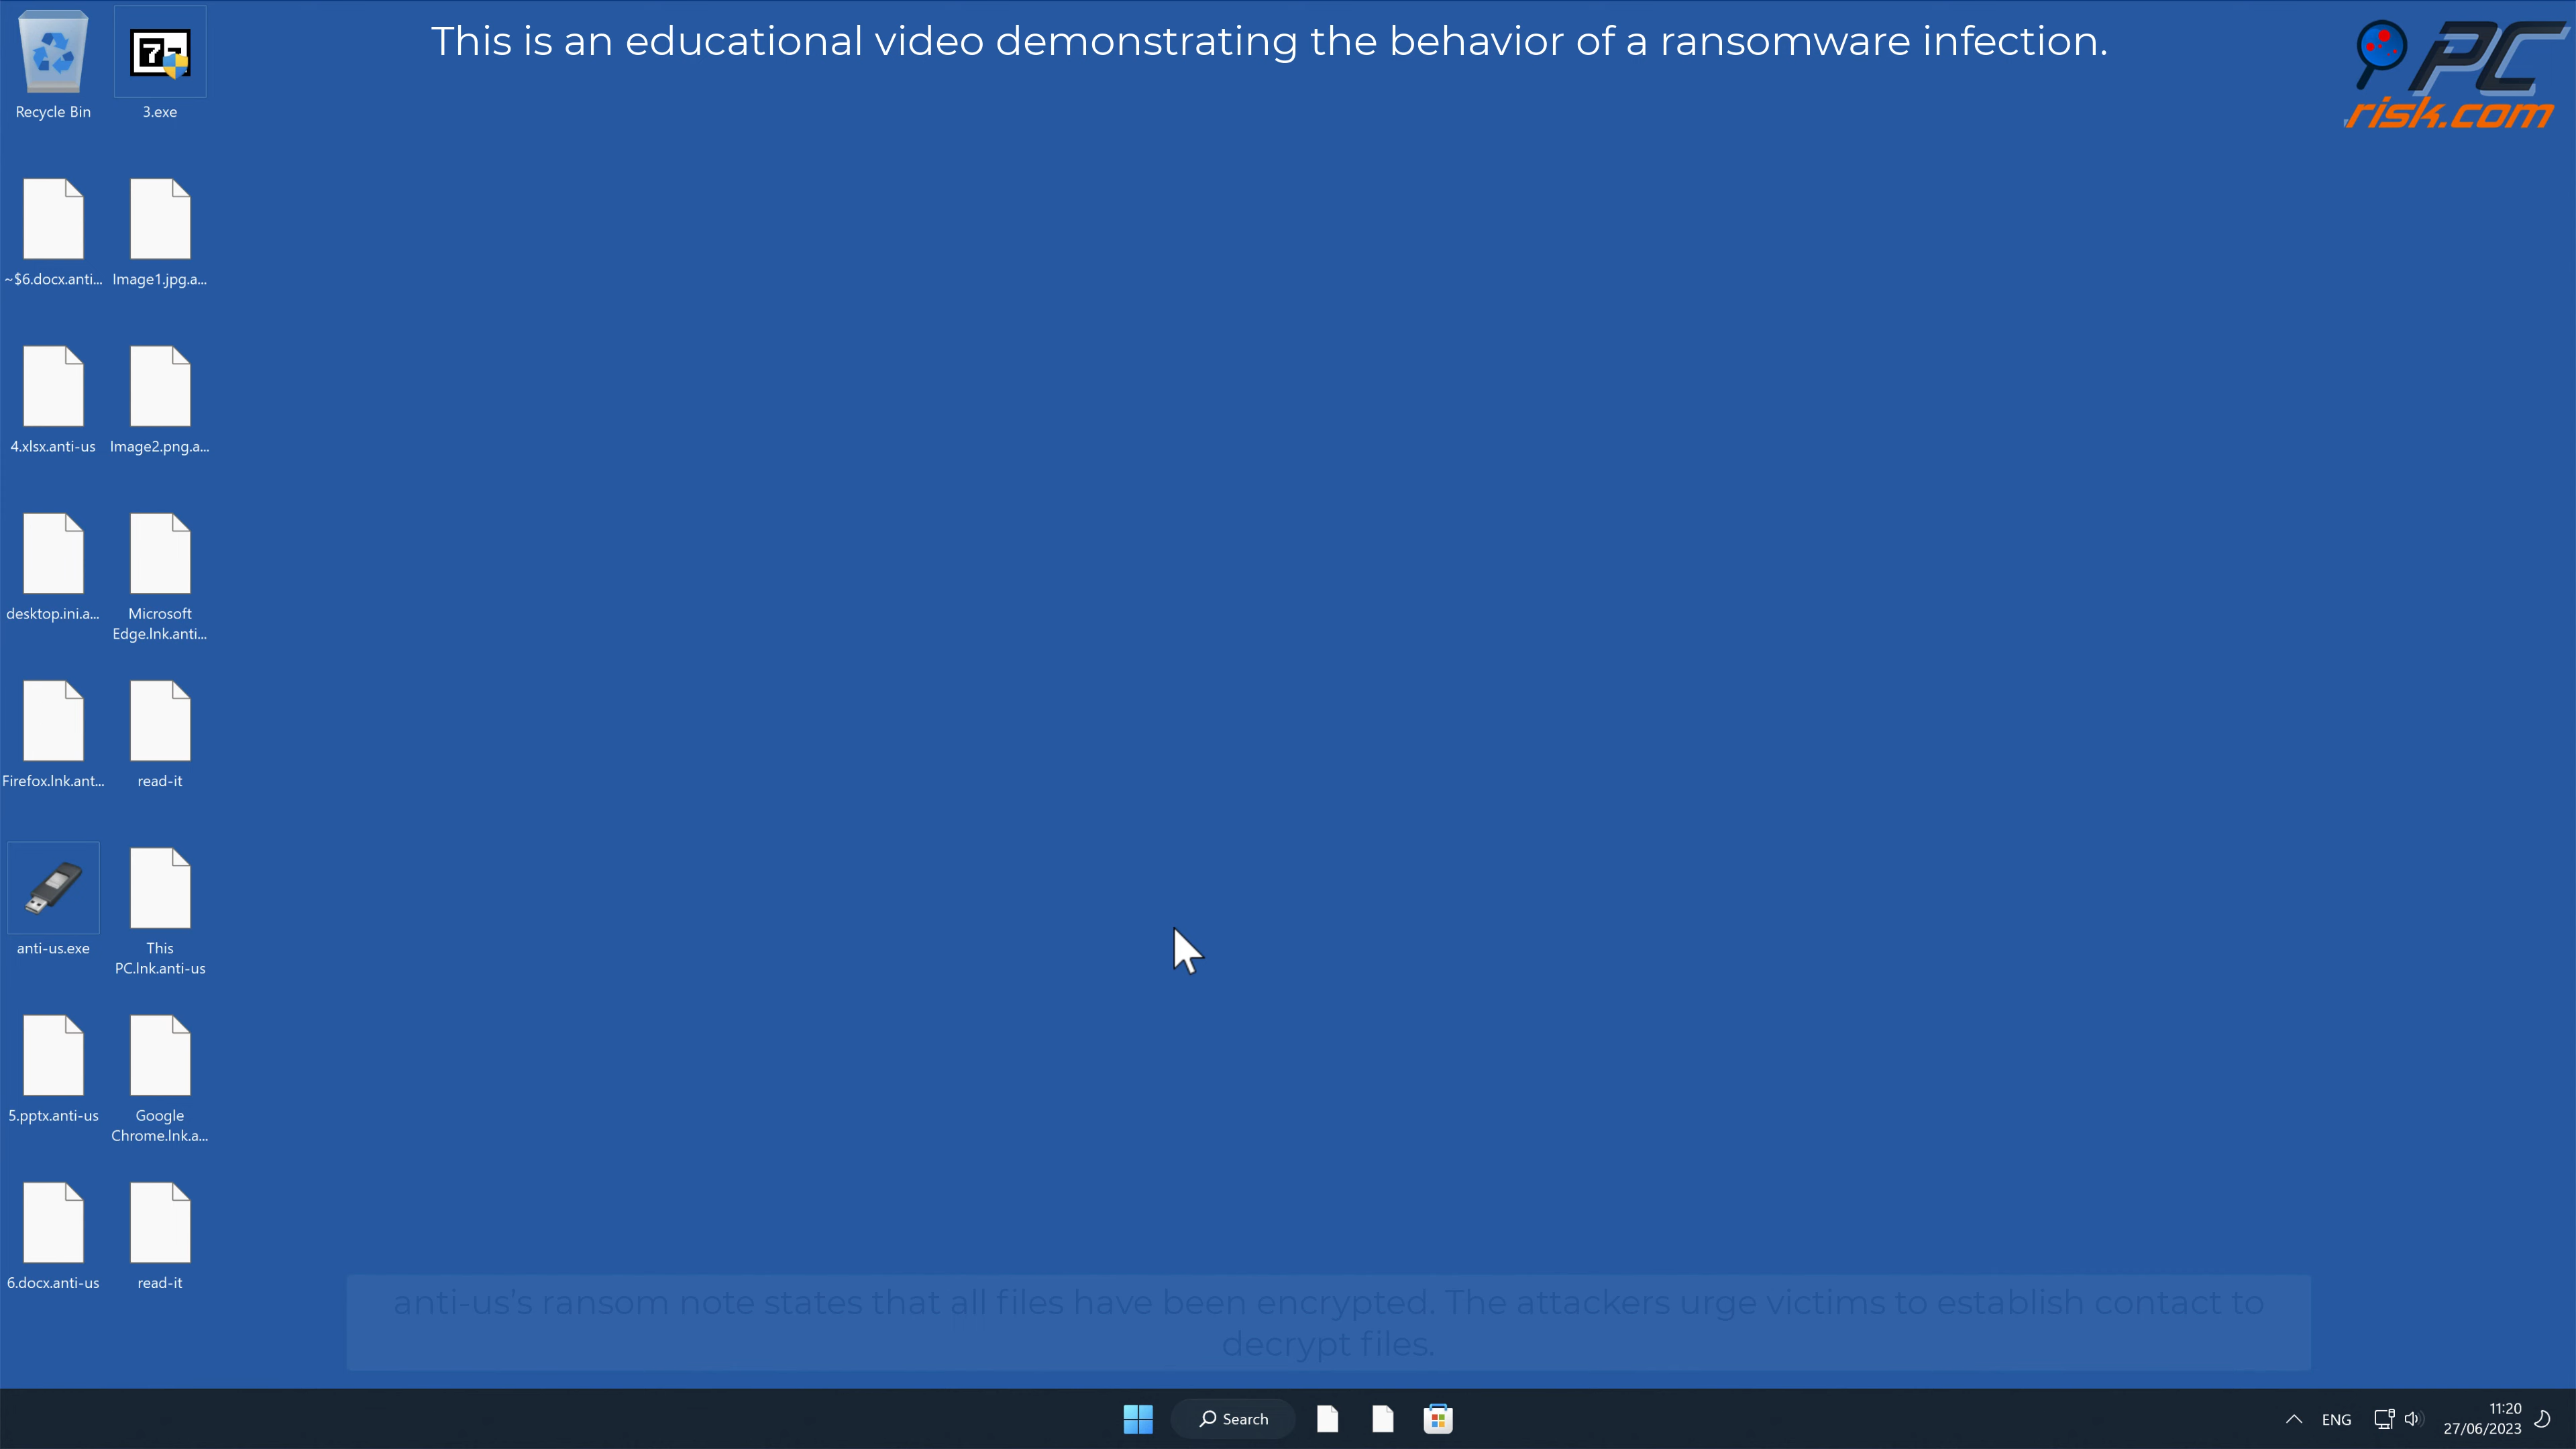 This is an educational video demonstrating the behavior of a ransomware infection.
PC
risk.com
Recycle Bin
3.exe
~$6.docx.anti...
Image1.jpg.a...
4.xlsx.anti-us
Image2.png.a...
desktop.ini.a...
Microsoft
Edge.lnk.anti...
Firefox.lnk.ant...
read-it
anti-us.exe
This
PC.lnk.anti-us
5.pptx.anti-us
Google
Chrome.lnk.a...
6.docx.anti-us
read-it
anti-us's ransom note states that all files have been encrypted. The attackers urge victims to establish contact to
decrypt files.
Search
ENG
11:20
27/06/2023